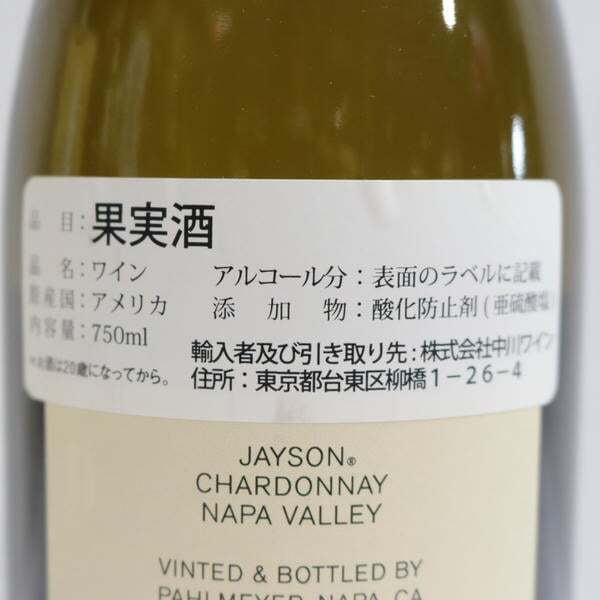 品目：果実酒
品名：ワイン アルコール分：表面のラベルに記載
原産国：アメリカ 添加物：酸化防止剤(亜硫酸塩
内容量：750ml
輸入者及び引き取り先：株式会社中川ワイン
お酒は20歳になってから。
住所：東京都台東区柳橋1-26-4
JAYSON®
CHARDONNAY
NAPA VALLEY
VINTED & BOTTLED BY
PAHLMEYER, NAPA, CA